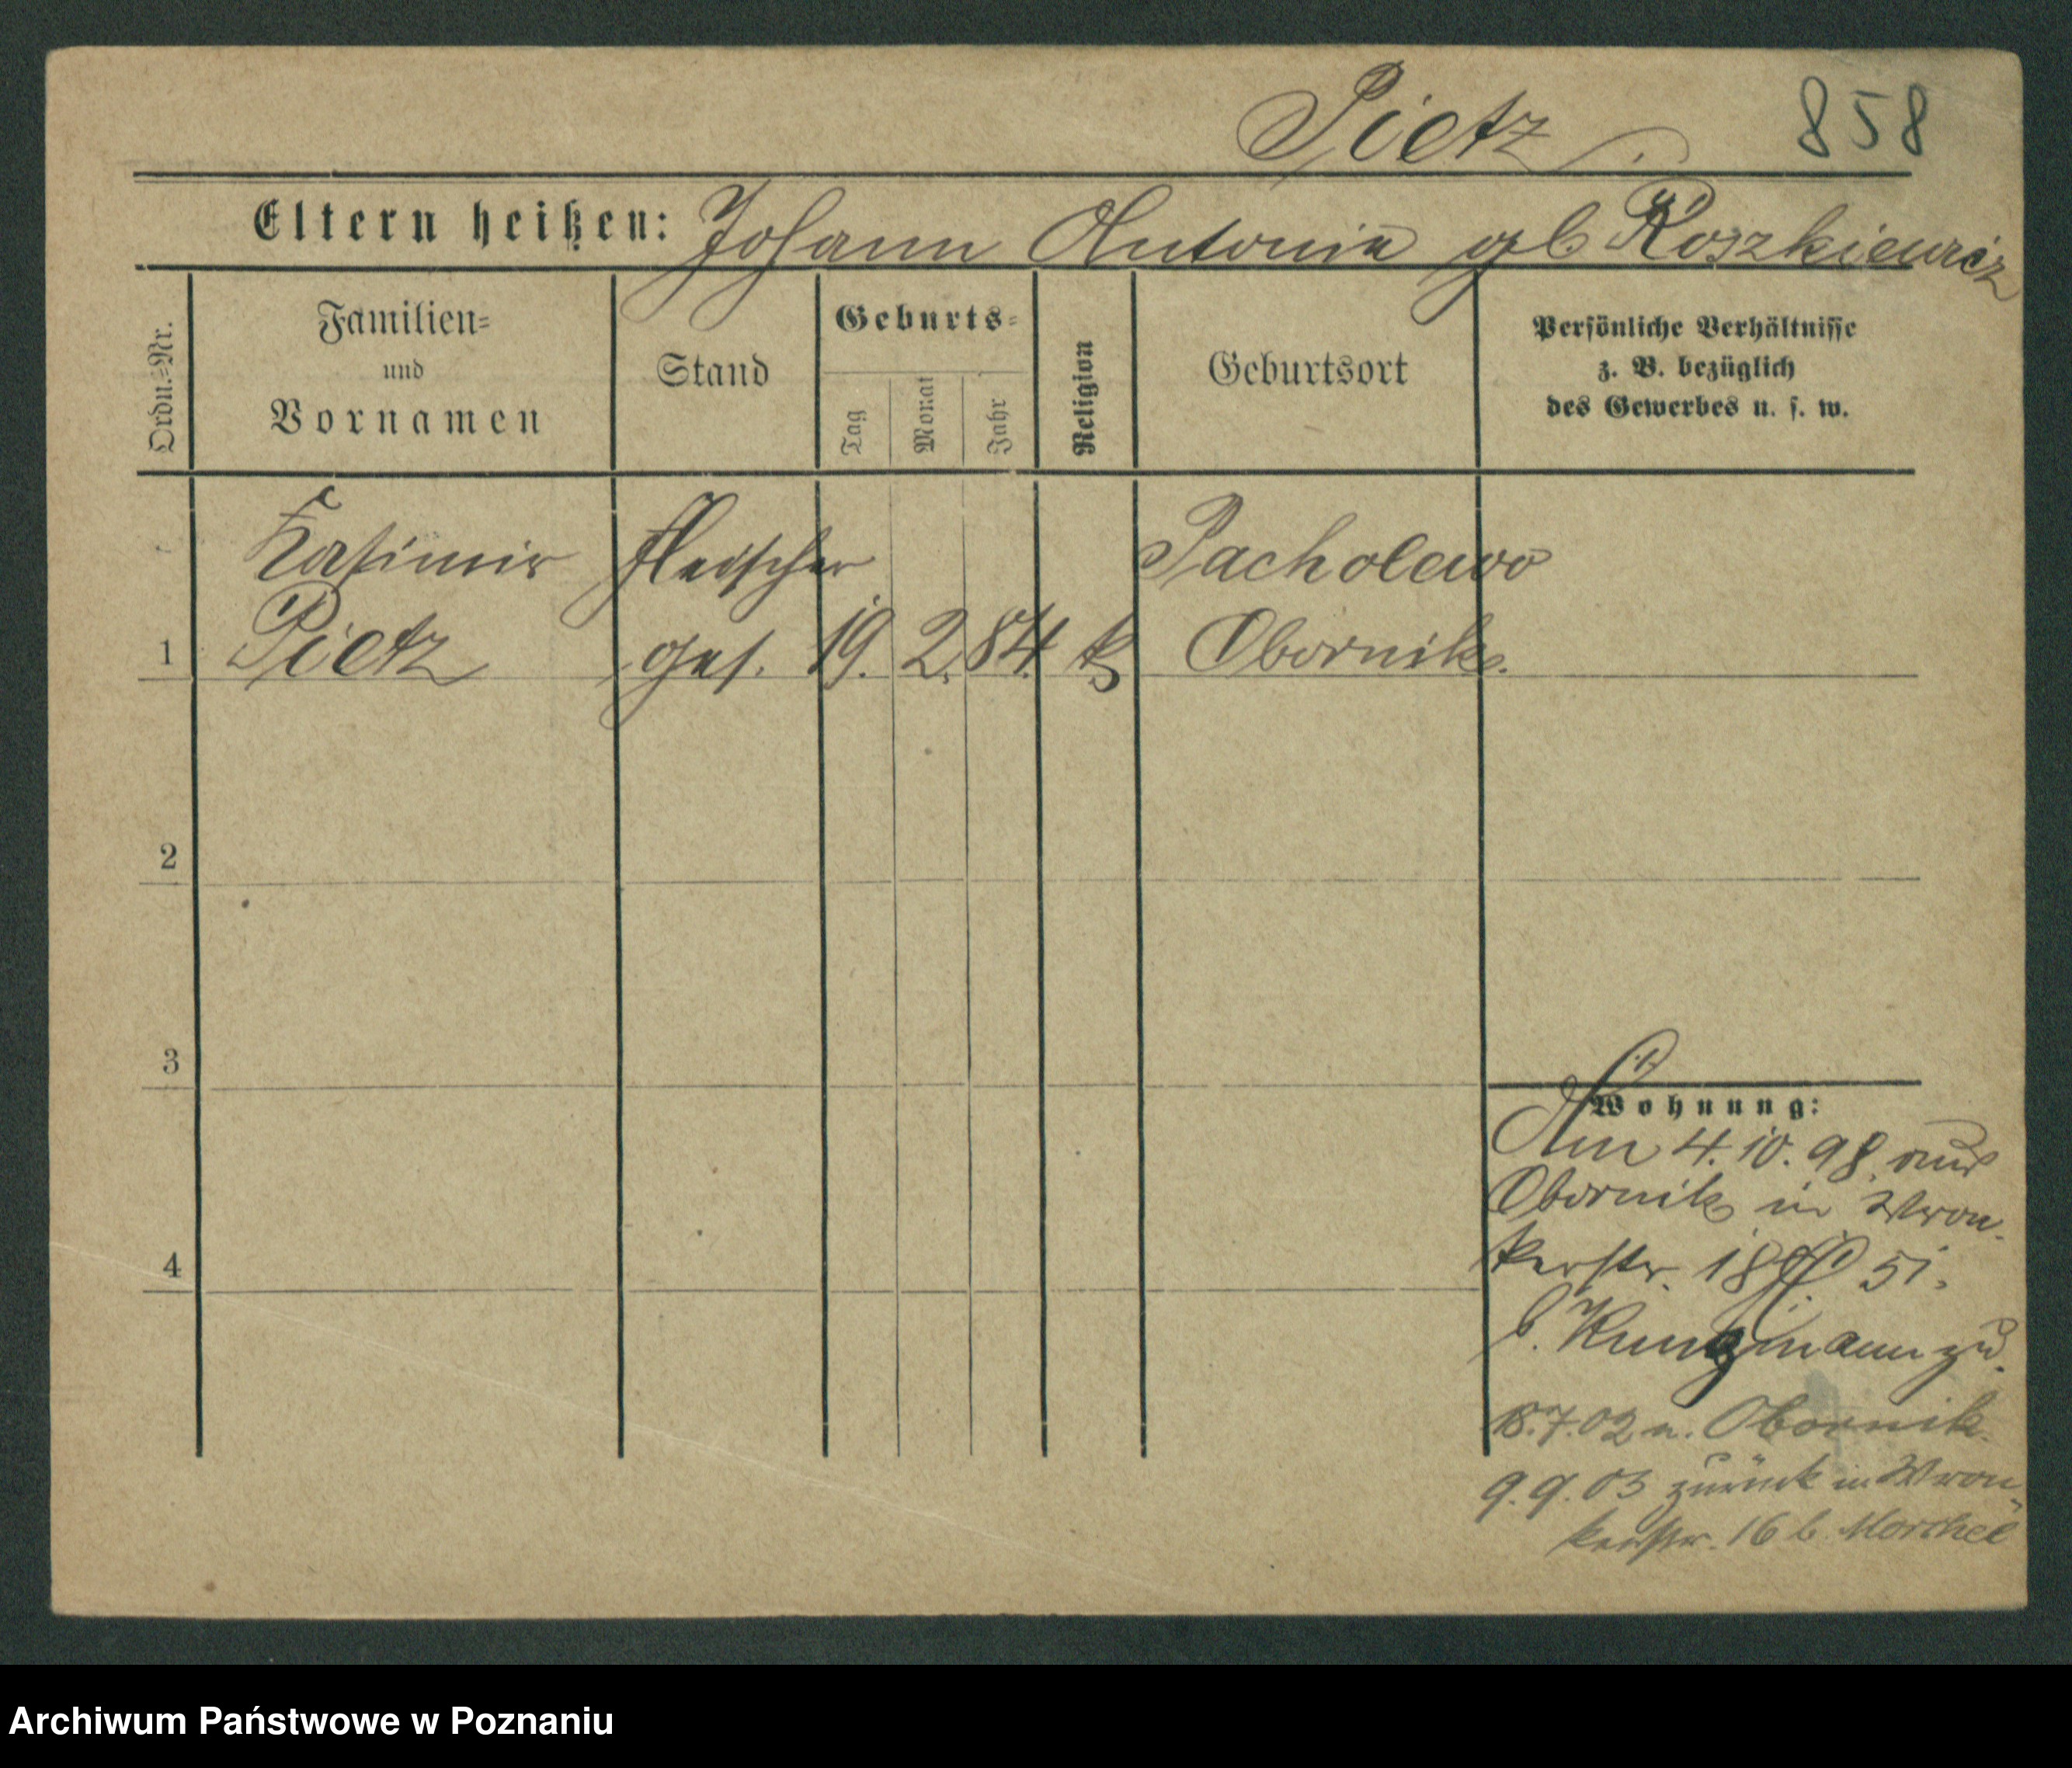 Pietz
858
Eltern heißen: Johann Antonin gb Roszkiewicz
Ordn.=Nr.
Familien=
und
Vornamen
Stand
Geburts=
Tag
Monat
Jahr
Religion
Geburtsort
Persönliche Verhältnisse
z. B. bezüglich
des Gewerbes u. s. w.
Kasimir Fleischer Pacholewo
1 Pietz ges. 19. 2. 84. k Obornik.
2
3
4
Wohnung:
Am 4. 10. 98. aus
Obornik in Wron-
kerstr. 18
b. Kunzmann zu.
18.7.02 n. Obornik.
9.9.03 zurück in Wron-
kerstr. 16 b. Morchel
Archiwum Państwowe w Poznaniu